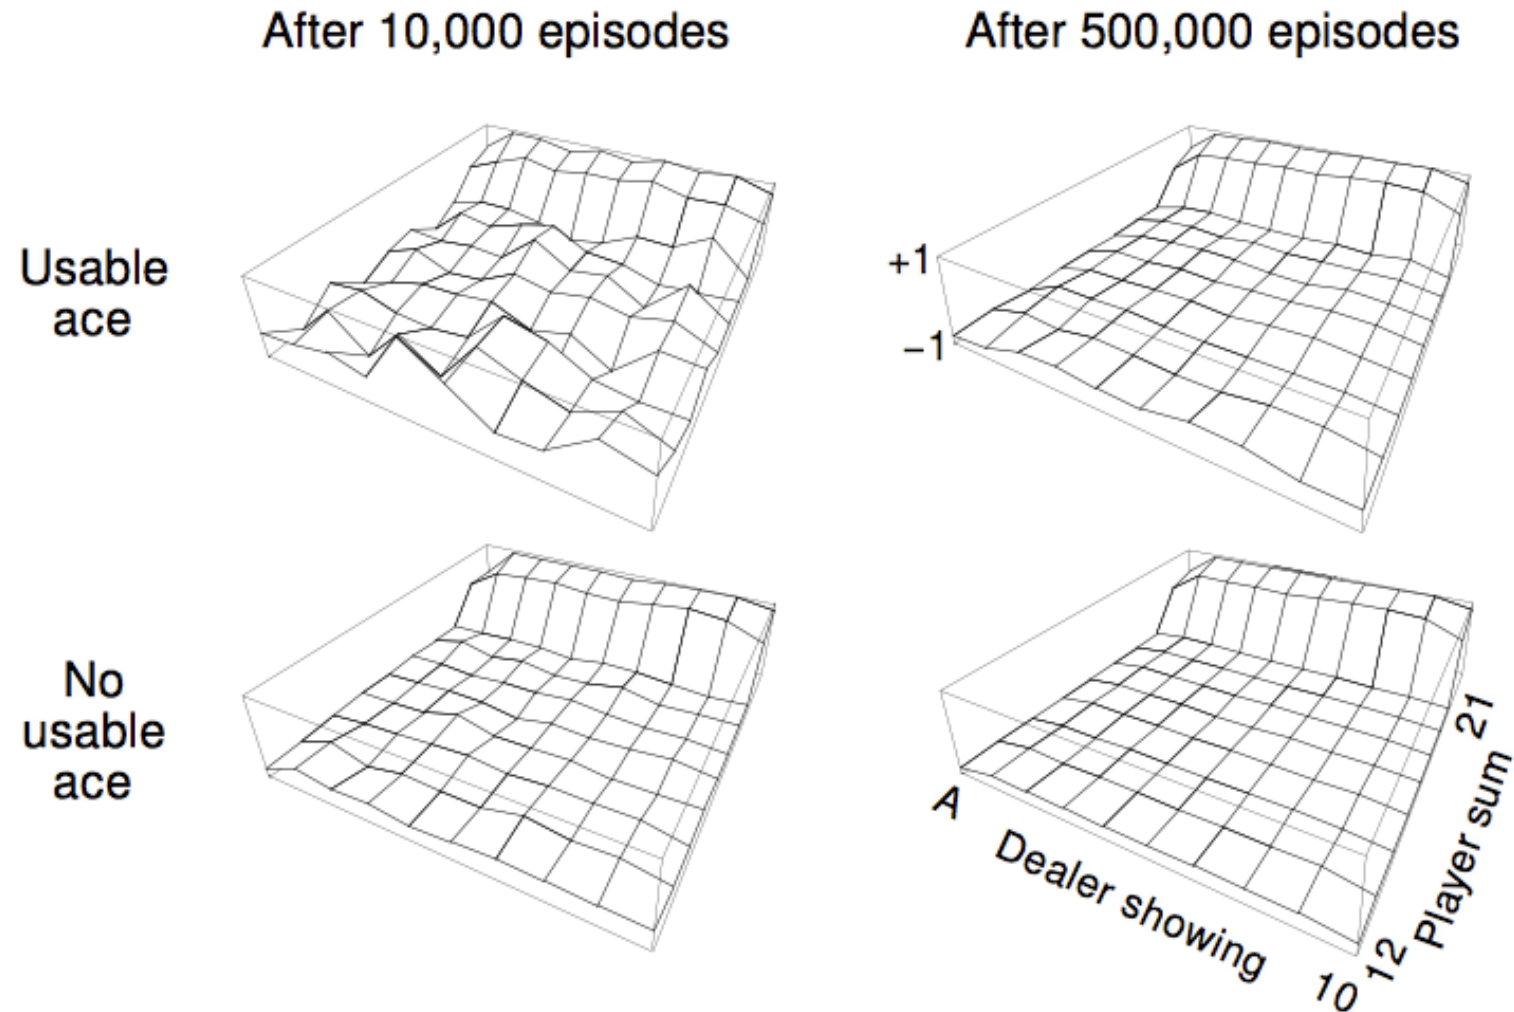 After 10,000 episodes
After 500,000 episodes
Usable
ace
+1
−1
No
usable
ace
A
Dealer showing
10
12
Player sum
21